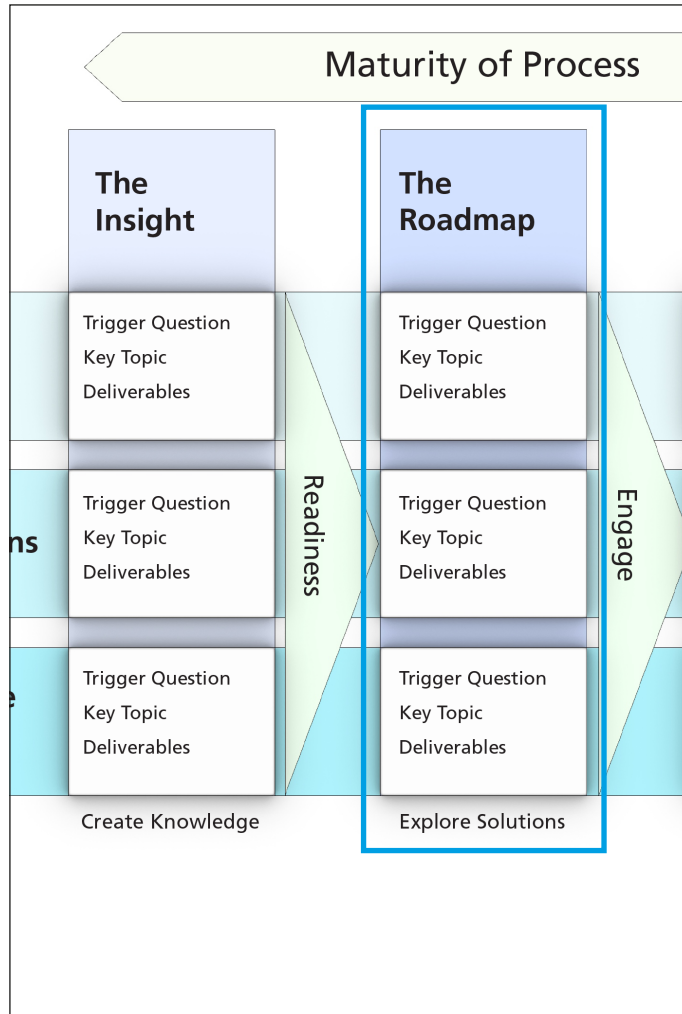 Maturity of Process
The
Insight
The
Roadmap
Trigger Question
Key Topic
Deliverables
Trigger Question
Key Topic
Deliverables
Readiness
Engage
ns
Trigger Question
Key Topic
Deliverables
Trigger Question
Key Topic
Deliverables
e
Trigger Question
Key Topic
Deliverables
Trigger Question
Key Topic
Deliverables
Create Knowledge
Explore Solutions